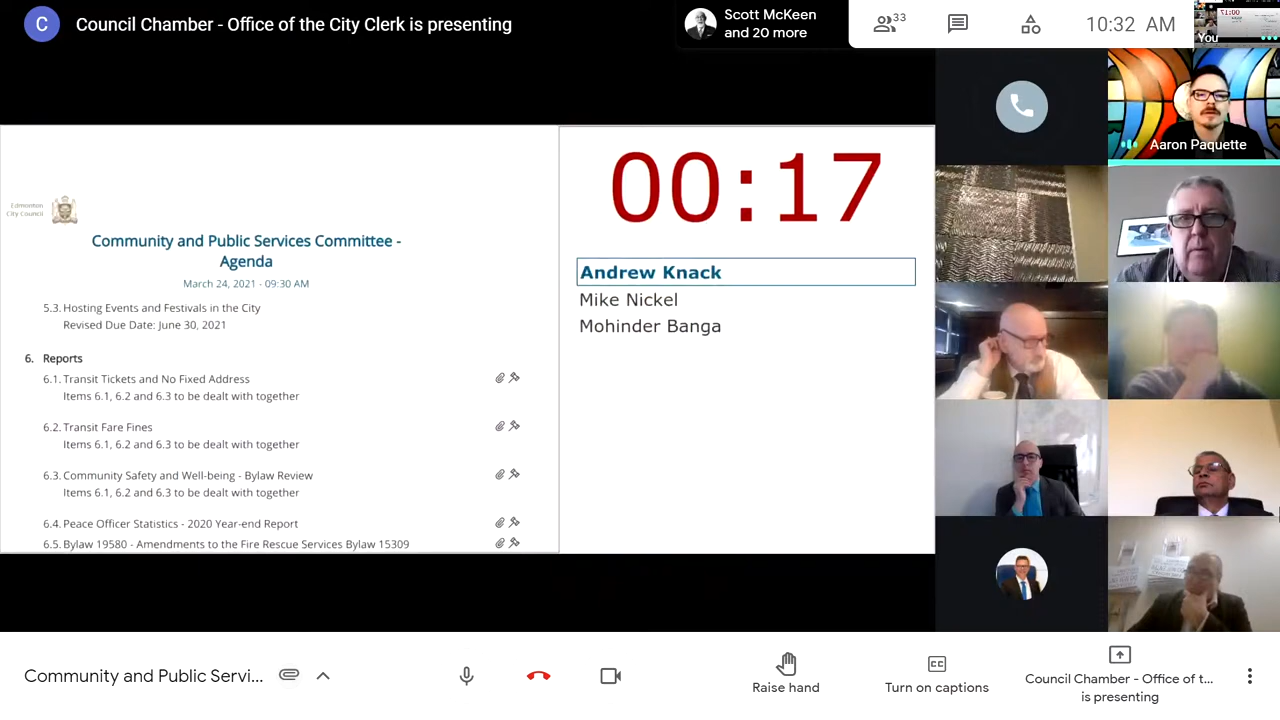 C
Council Chamber - Office of the City Clerk is presenting
Scott McKeen
and 20 more
33
10:32 AM
You
Aaron Paquette
Edmonton
City Council
Community and Public Services Committee -
Agenda
March 24, 2021 - 09:30 AM
5.3. Hosting Events and Festivals in the City
Revised Due Date: June 30, 2021
6. Reports
6.1. Transit Tickets and No Fixed Address
Items 6.1, 6.2 and 6.3 to be dealt with together
6.2. Transit Fare Fines
Items 6.1, 6.2 and 6.3 to be dealt with together
6.3. Community Safety and Well-being - Bylaw Review
Items 6.1, 6.2 and 6.3 to be dealt with together
6.4. Peace Officer Statistics - 2020 Year-end Report
6.5. Bylaw 19580 - Amendments to the Fire Rescue Services Bylaw 15309
00:17
Andrew Knack
Mike Nickel
Mohinder Banga
Community and Public Servi...
Raise hand
CC
Turn on captions
Council Chamber - Office of t...
is presenting